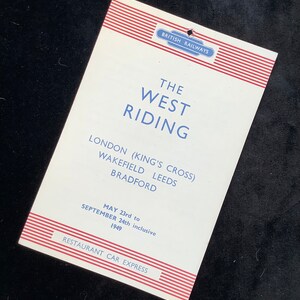 BRITISH RAILWAYS
THE
WEST
RIDING
LONDON (KING'S CROSS)
WAKEFIELD LEEDS
BRADFORD
MAY 23rd to
SEPTEMBER 24th inclusive
1949
RESTAURANT CAR EXPRESS